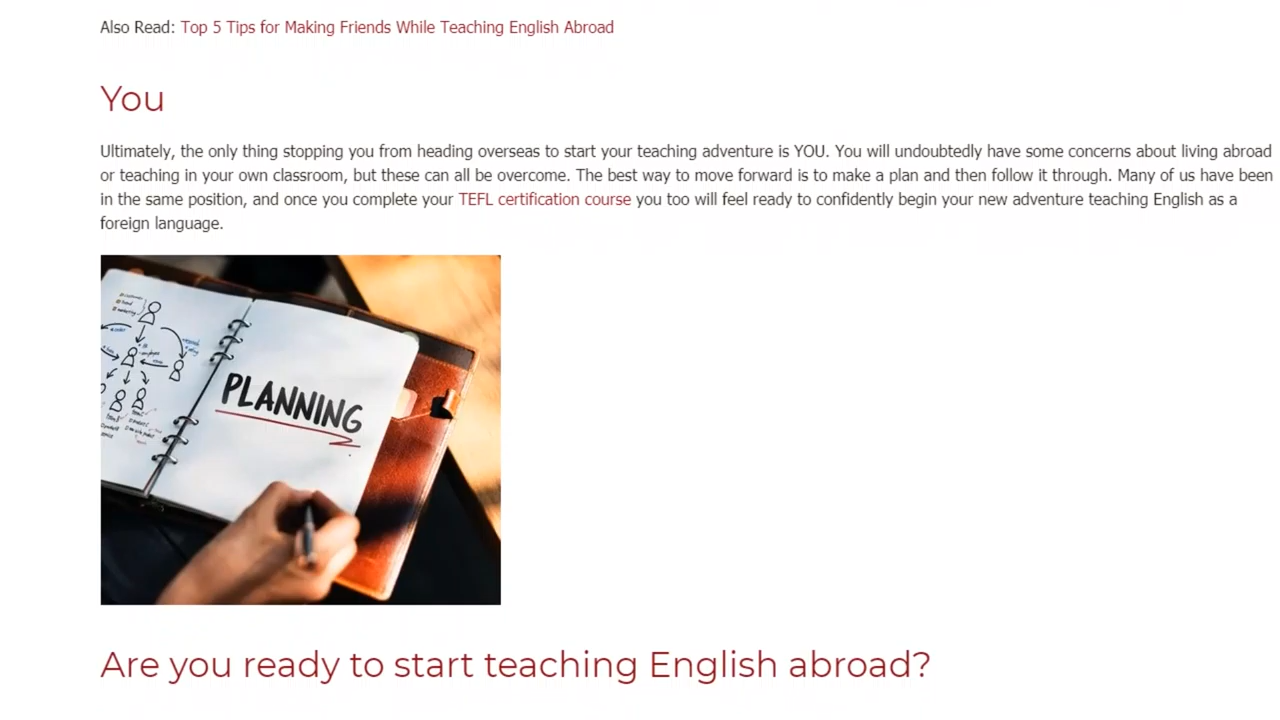 Also Read: Top 5 Tips for Making Friends While Teaching English Abroad
You
Ultimately, the only thing stopping you from heading overseas to start your teaching adventure is YOU. You will undoubtedly have some concerns about living abroad
or teaching in your own classroom, but these can all be overcome. The best way to move forward is to make a plan and then follow it through. Many of us have been
in the same position, and once you complete your TEFL certification course you too will feel ready to confidently begin your new adventure teaching English as a
foreign language.
PLANNING
Are you ready to start teaching English abroad?